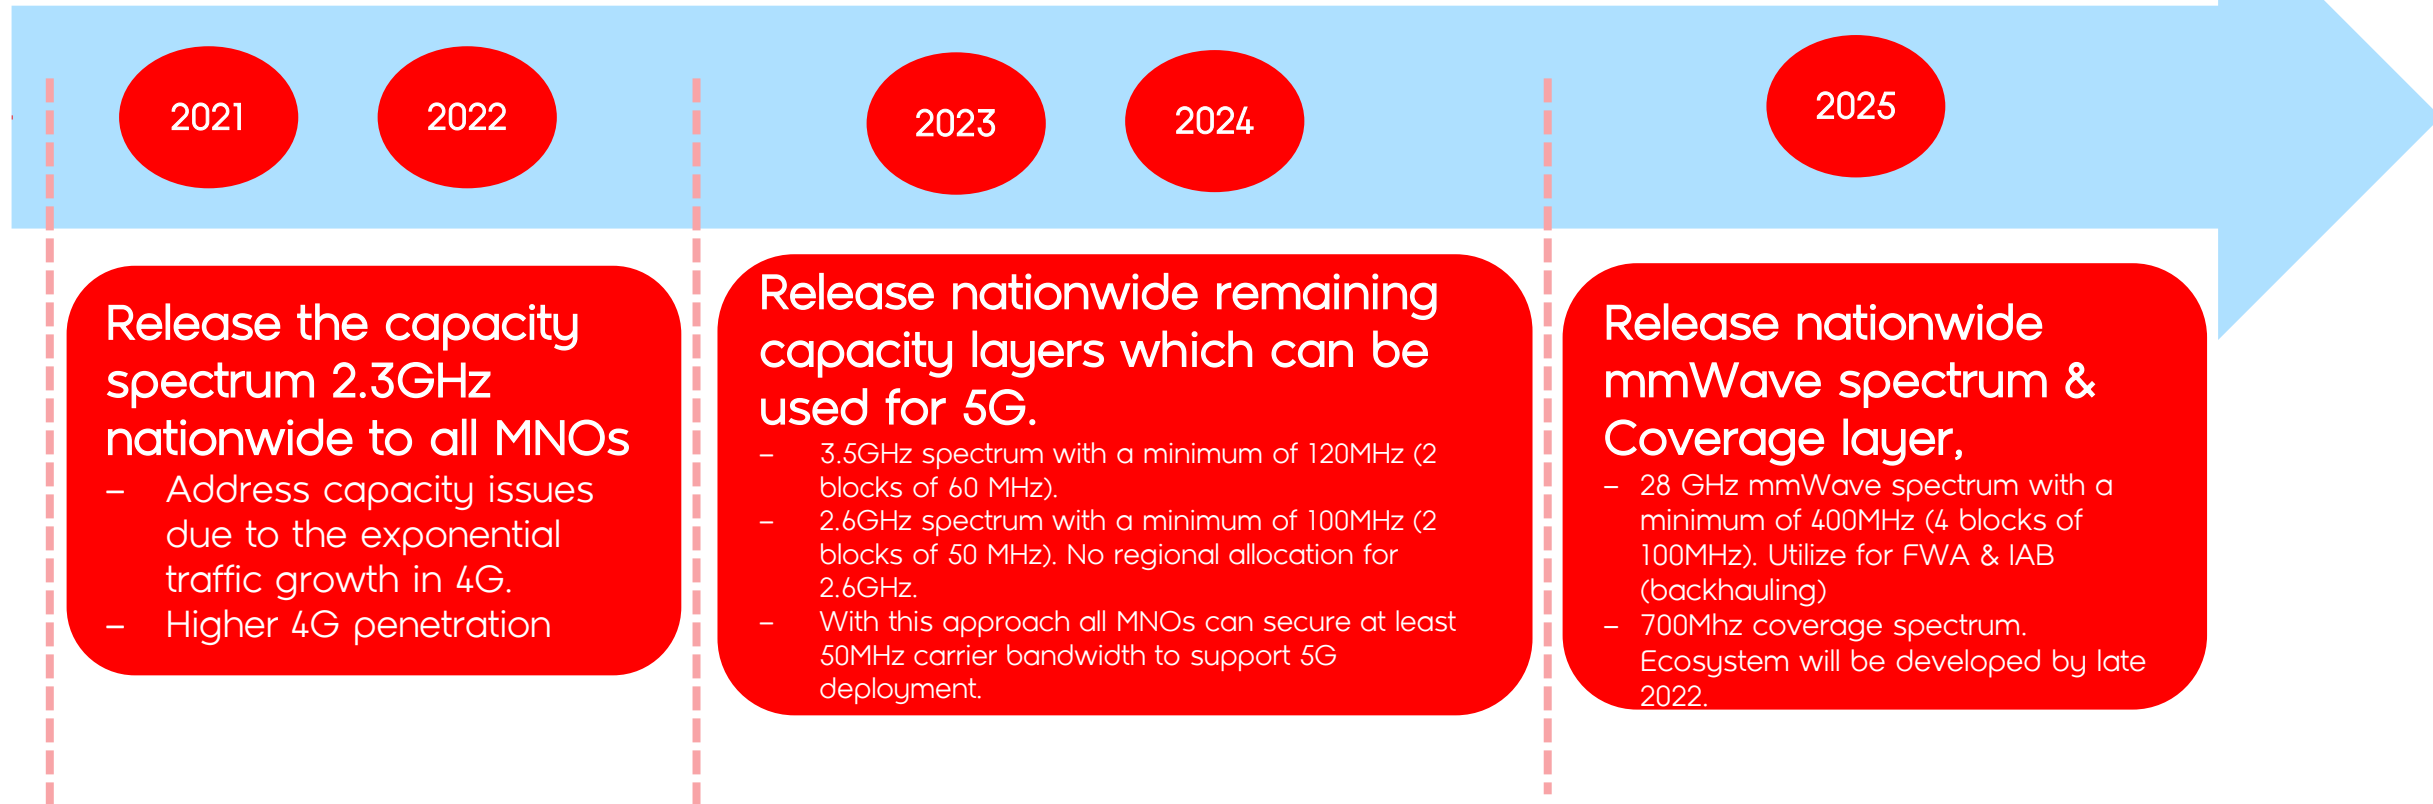 2021
2022
2023
2024
2025
Release the capacity
spectrum 2.3GHz
nationwide to all MNOs
– Address capacity issues
due to the exponential
traffic growth in 4G.
– Higher 4G penetration
Release nationwide remaining
capacity layers which can be
used for 5G.
– 3.5GHz spectrum with a minimum of 120MHz (2
blocks of 60 MHz).
– 2.6GHz spectrum with a minimum of 100MHz (2
blocks of 50 MHz). No regional allocation for
2.6GHz.
– With this approach all MNOs can secure at least
50MHz carrier bandwidth to support 5G
deployment.
Release nationwide
mmWave spectrum &
Coverage layer,
– 28 GHz mmWave spectrum with a
minimum of 400MHz (4 blocks of
100MHz). Utilize for FWA & IAB
(backhauling)
– 700Mhz coverage spectrum.
Ecosystem will be developed by late
2022.